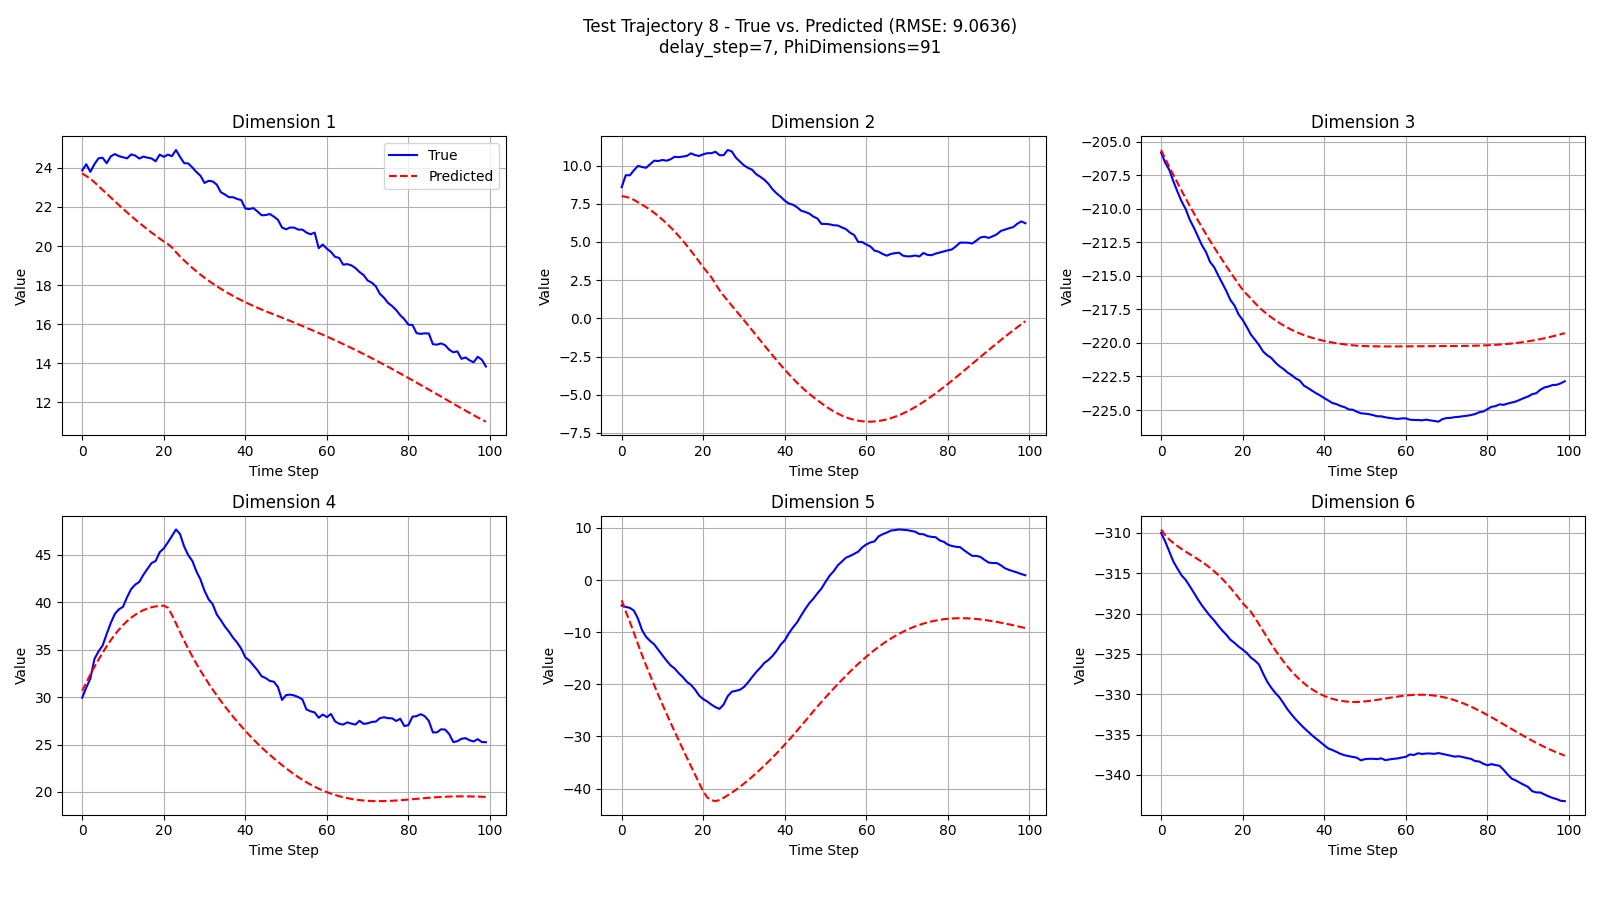 Test Trajectory 8 - True vs. Predicted (RMSE: 9.0636)
delay_step=7, PhiDimensions=91
Dimension 1
True
Predicted
Value
24
22
20
18
16
14
12
0 20 40 60 80 100
Time Step
Dimension 2
Value
10.0
7.5
5.0
2.5
0.0
−2.5
−5.0
−7.5
0 20 40 60 80 100
Time Step
Dimension 3
Value
−205.0
−207.5
−210.0
−212.5
−215.0
−217.5
−220.0
−222.5
−225.0
0 20 40 60 80 100
Time Step
Dimension 4
Value
45
40
35
30
25
20
0 20 40 60 80 100
Time Step
Dimension 5
Value
10
0
−10
−20
−30
−40
0 20 40 60 80 100
Time Step
Dimension 6
Value
−310
−315
−320
−325
−330
−335
−340
0 20 40 60 80 100
Time Step